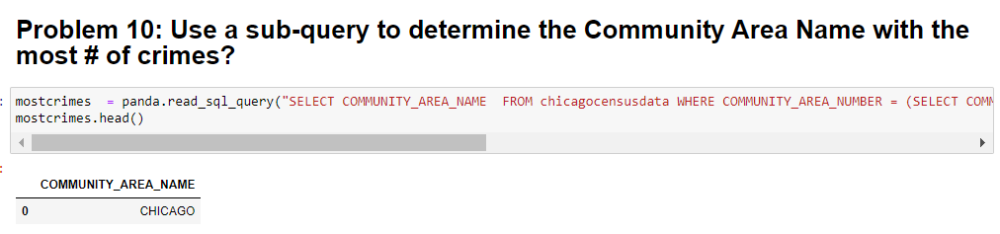 Problem 10: Use a sub-query to determine the Community Area Name with the
most # of crimes?
: mostcrimes = panda.read_sql_query("SELECT COMMUNITY_AREA_NAME FROM chicagocensusdata WHERE COMMUNITY_AREA_NUMBER = (SELECT COMM
mostcrimes.head()
:
COMMUNITY_AREA_NAME
0 CHICAGO